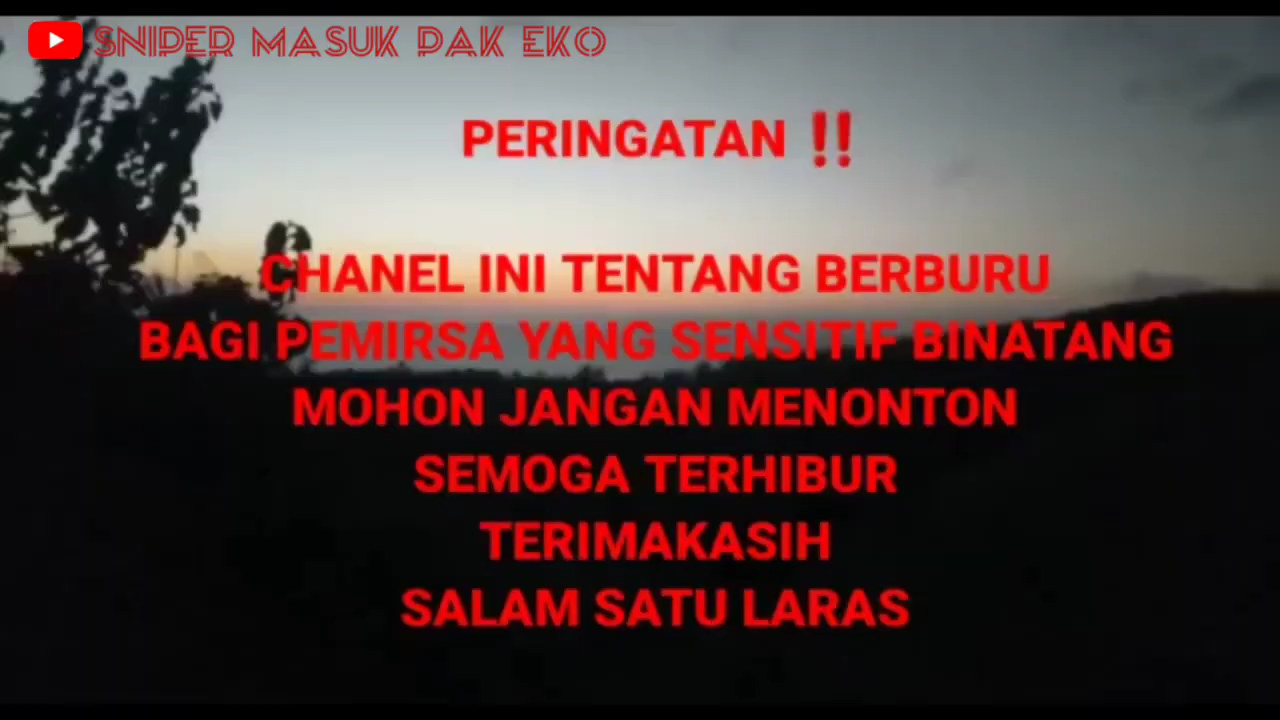 SNIPER MASUK PAK EKO
PERINGATAN ‼️
CHANEL INI TENTANG BERBURU
BAGI PEMIRSA YANG SENSITIF BINATANG
MOHON JANGAN MENONTON
SEMOGA TERHIBUR
TERIMAKASIH
SALAM SATU LARAS